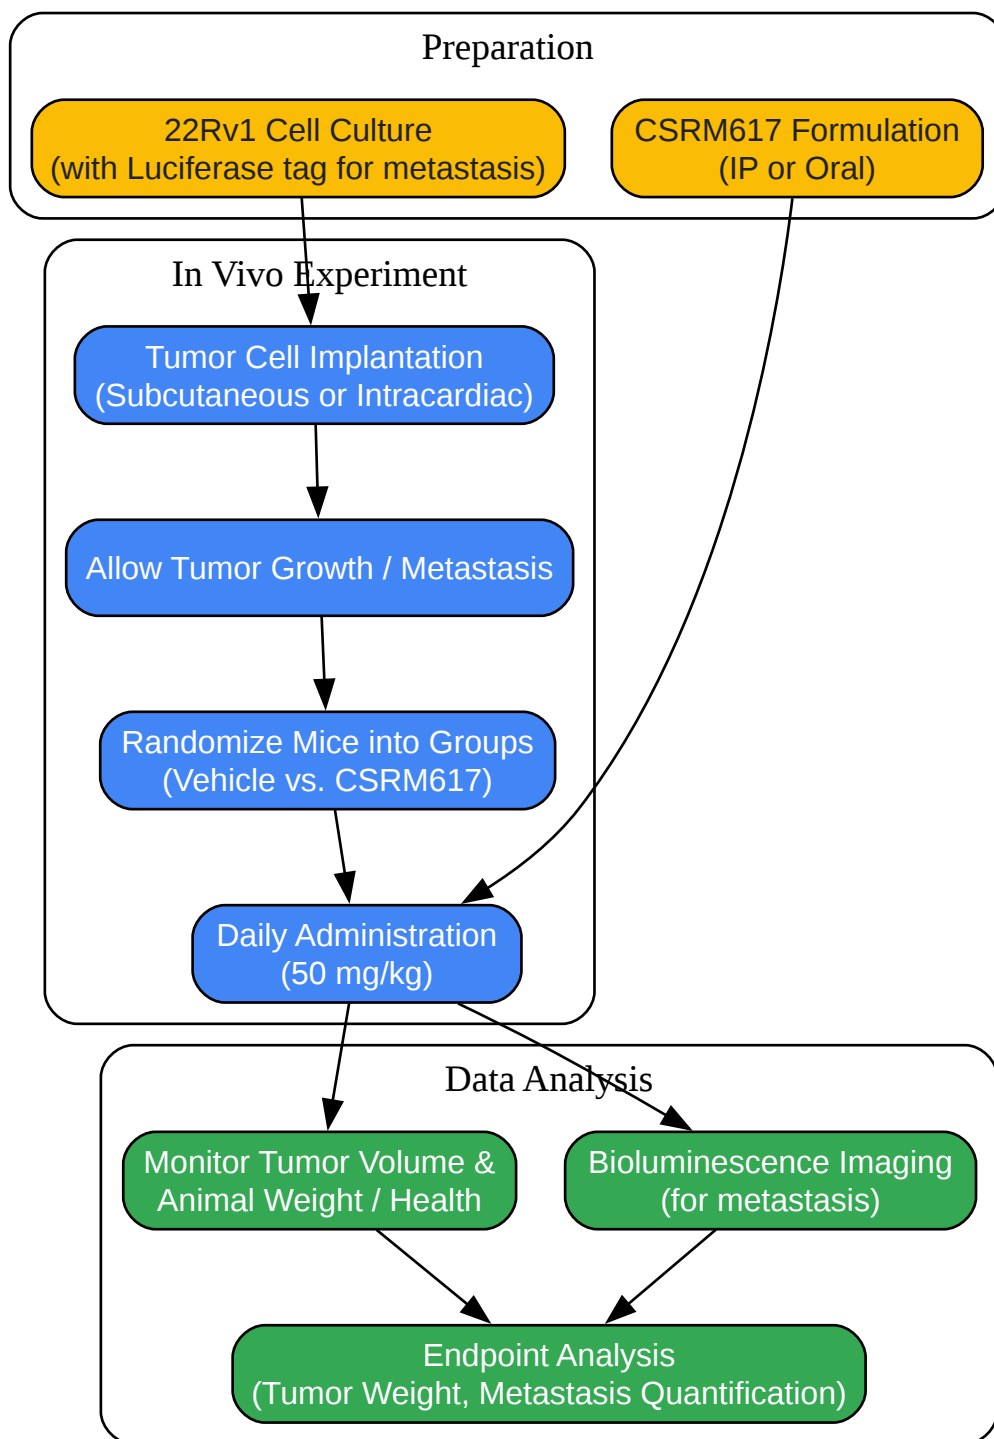 Preparation
22Rv1 Cell Culture
(with Luciferase tag for metastasis)
CSRM617 Formulation
(IP or Oral)
In Vivo Experiment
Tumor Cell Implantation
(Subcutaneous or Intracardiac)
Allow Tumor Growth / Metastasis
Randomize Mice into Groups
(Vehicle vs. CSRM617)
Daily Administration
(50 mg/kg)
Data Analysis
Monitor Tumor Volume &
Animal Weight / Health
Bioluminescence Imaging
(for metastasis)
Endpoint Analysis
(Tumor Weight, Metastasis Quantification)